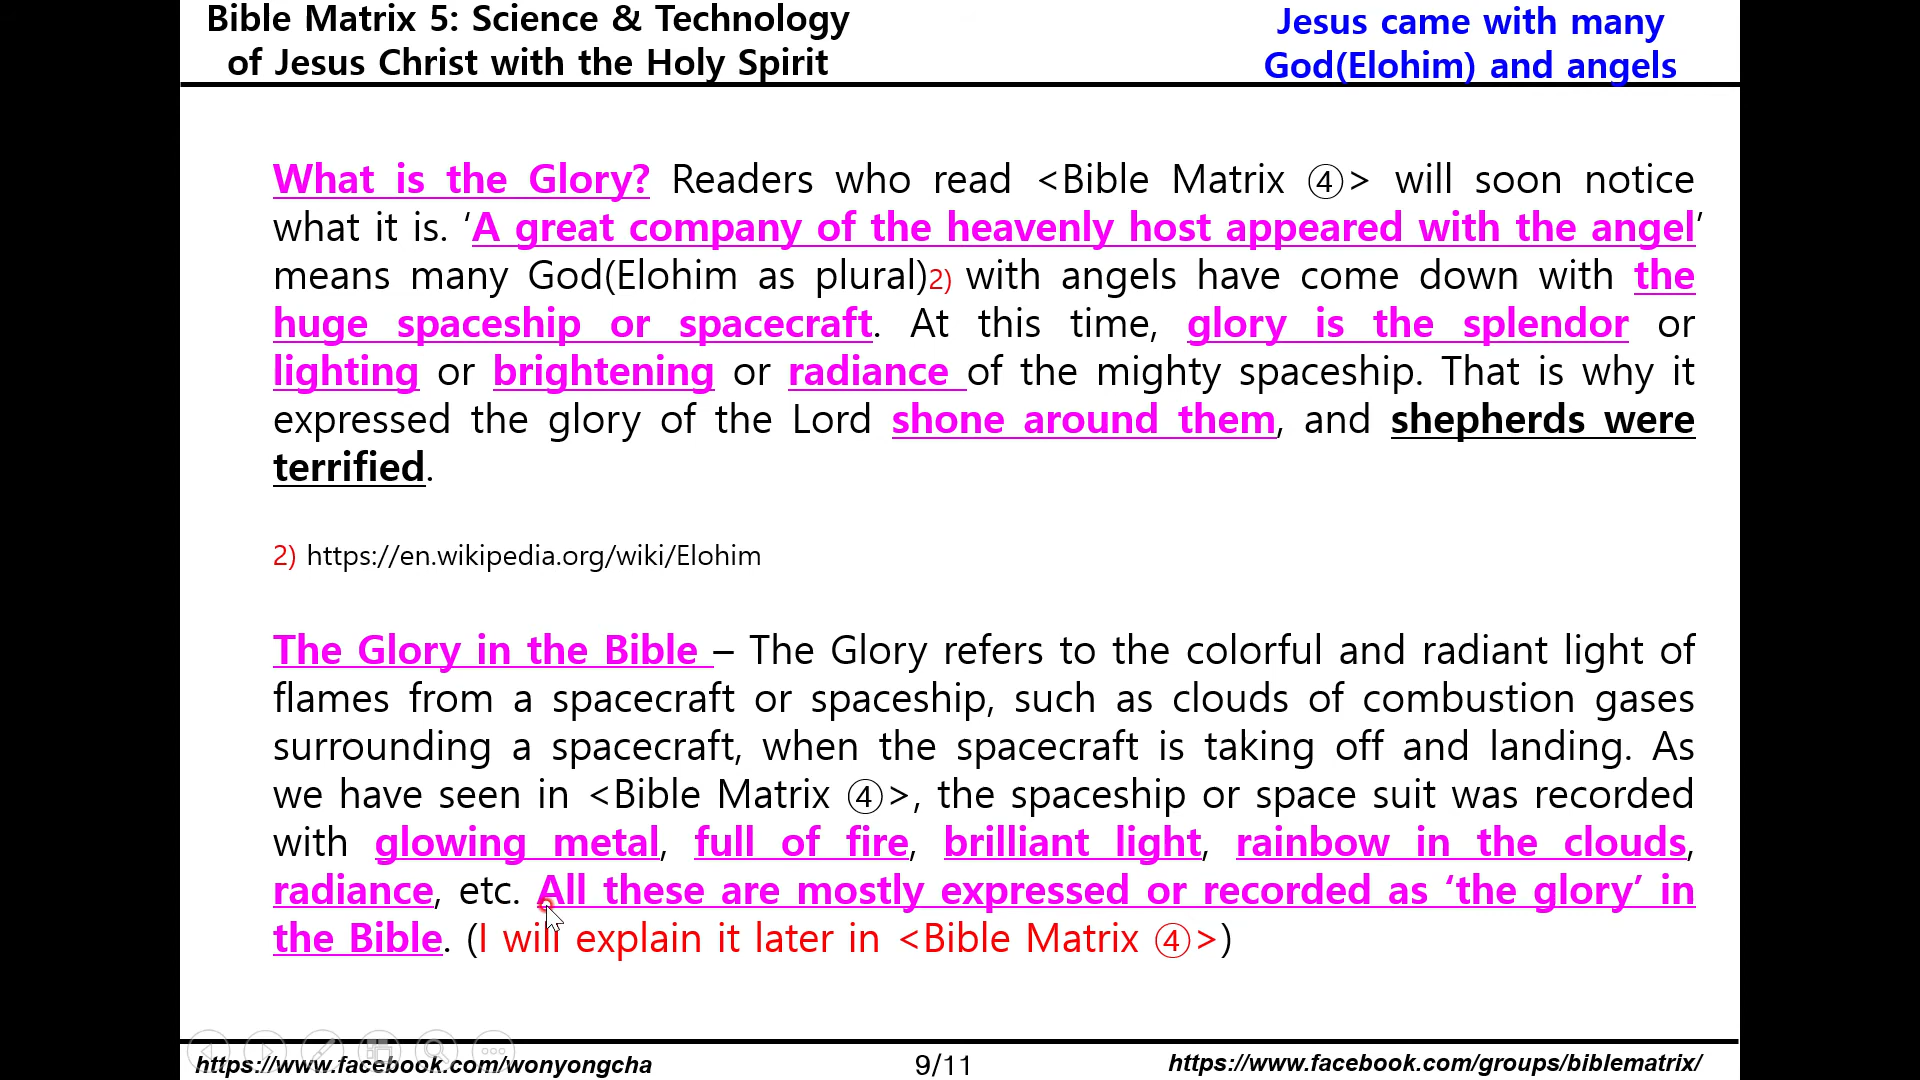 Bible Matrix 5: Science & Technology
of Jesus Christ with the Holy Spirit
Jesus came with many
God(Elohim) and angels
What is the Glory? Readers who read <Bible Matrix ④> will soon notice
what it is. ‘A great company of the heavenly host appeared with the angel’
means many God(Elohim as plural)2) with angels have come down with the
huge spaceship or spacecraft. At this time, glory is the splendor or
lighting or brightening or radiance of the mighty spaceship. That is why it
expressed the glory of the Lord shone around them, and shepherds were
terrified.
2) https://en.wikipedia.org/wiki/Elohim
The Glory in the Bible – The Glory refers to the colorful and radiant light of
flames from a spacecraft or spaceship, such as clouds of combustion gases
surrounding a spacecraft, when the spacecraft is taking off and landing. As
we have seen in <Bible Matrix ④>, the spaceship or space suit was recorded
with glowing metal, full of fire, brilliant light, rainbow in the clouds,
radiance, etc. All these are mostly expressed or recorded as ‘the glory’ in
the Bible. (I will explain it later in <Bible Matrix ④>)
https://www.facebook.com/wonyongcha
9/11
https://www.facebook.com/groups/biblematrix/